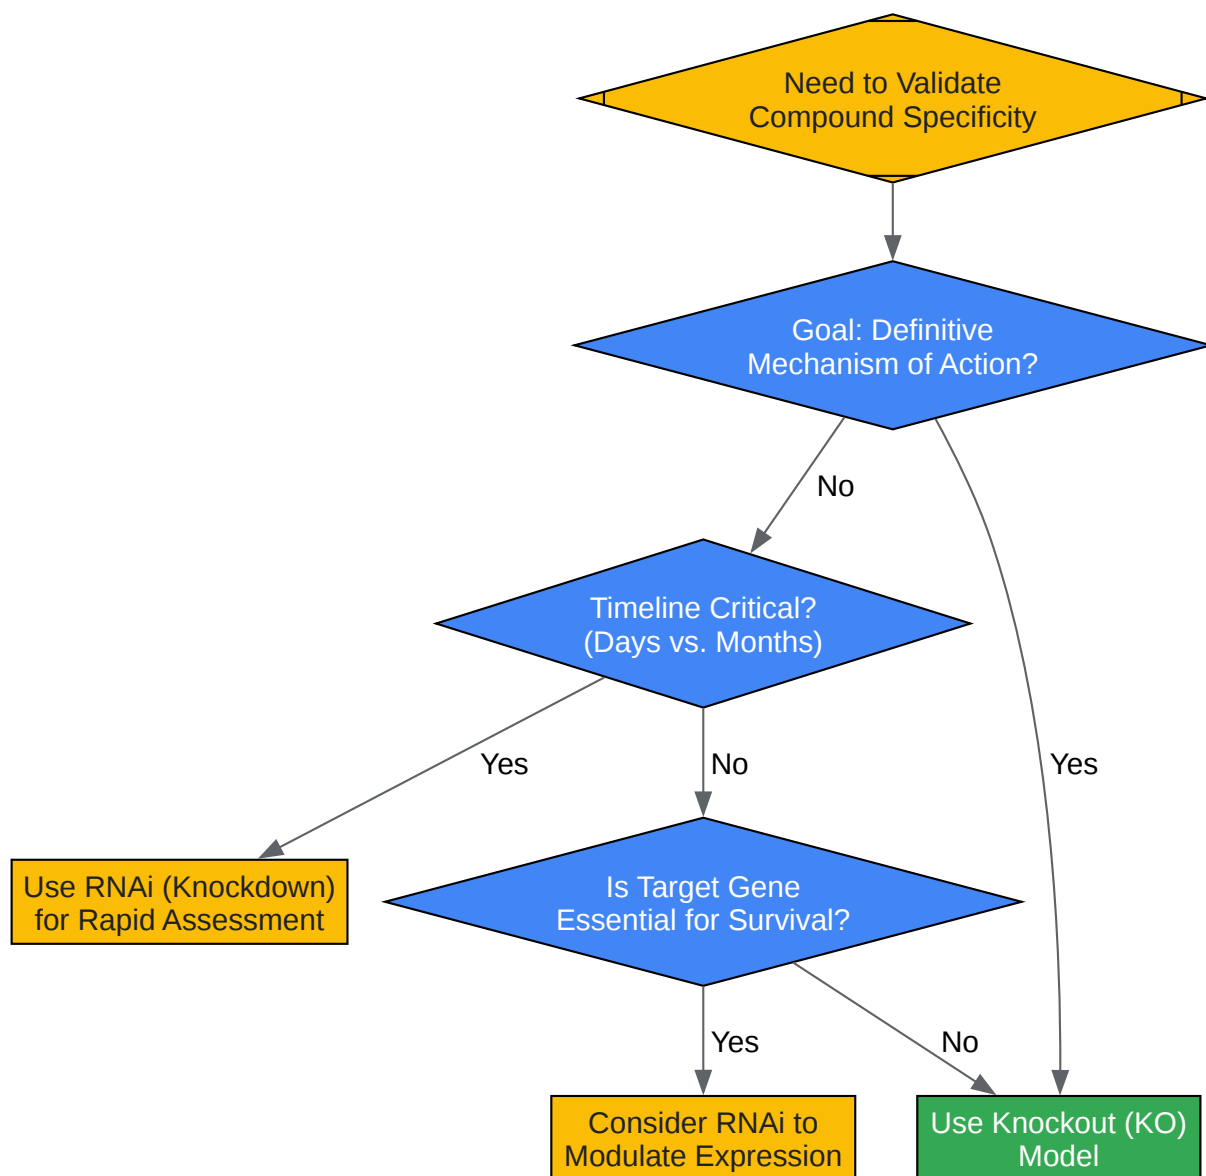 Need to Validate
Compound Specificity
Goal: Definitive
Mechanism of Action?
No
Timeline Critical?
(Days vs. Months)
Yes
No
Yes
Use RNAi (Knockdown)
for Rapid Assessment
Is Target Gene
Essential for Survival?
Yes
No
Consider RNAi to
Modulate Expression
Use Knockout (KO)
Model